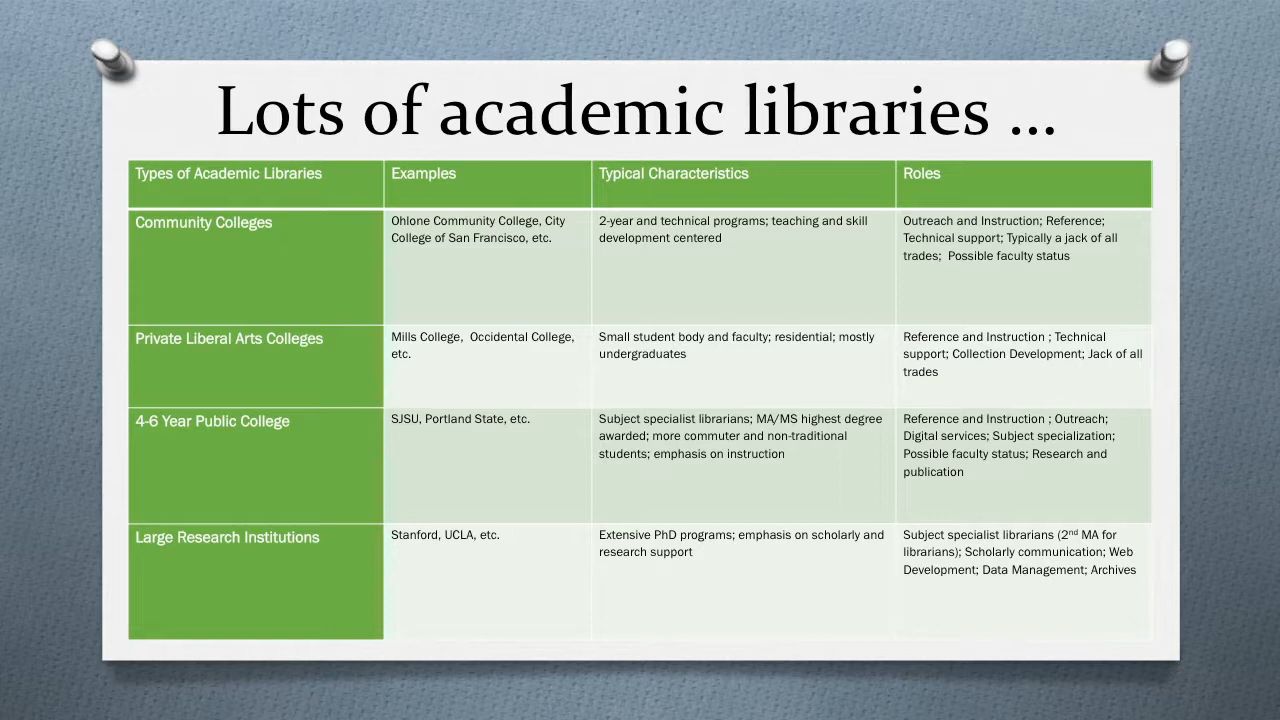 Lots of academic libraries ...
Types of Academic Libraries
Examples
Typical Characteristics
Roles
Community Colleges
Ohlone Community College, City
College of San Francisco, etc.
2-year and technical programs; teaching and skill
development centered
Outreach and Instruction; Reference;
Technical support; Typically a jack of all
trades;  Possible faculty status
Private Liberal Arts Colleges
Mills College,  Occidental College,
etc.
Small student body and faculty; residential; mostly
undergraduates
Reference and Instruction ; Technical
support; Collection Development; Jack of all
trades
4-6 Year Public College
SJSU, Portland State, etc.
Subject specialist librarians; MA/MS highest degree
awarded; more commuter and non-traditional
students; emphasis on instruction
Reference and Instruction ; Outreach;
Digital services; Subject specialization;
Possible faculty status; Research and
publication
Large Research Institutions
Stanford, UCLA, etc.
Extensive PhD programs; emphasis on scholarly and
research support
Subject specialist librarians (2nd MA for
librarians); Scholarly communication; Web
Development; Data Management; Archives